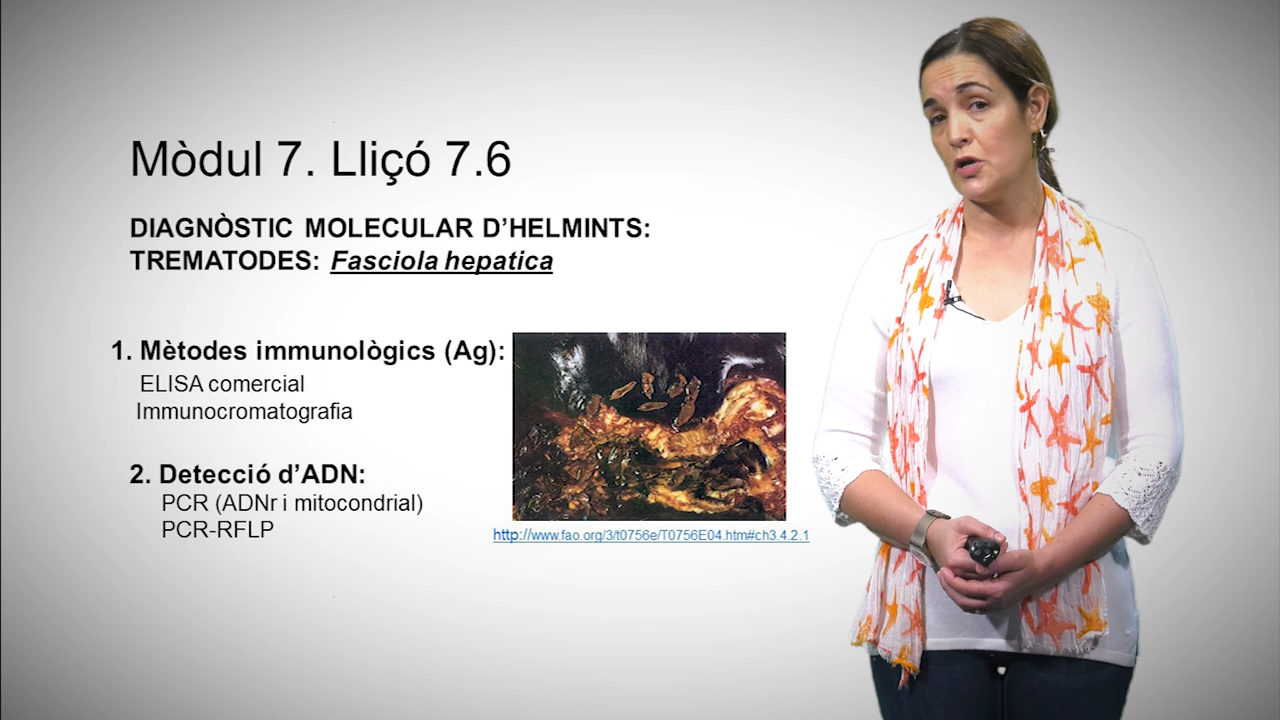 Mòdul 7. Lliçó 7.6
DIAGNÒSTIC MOLECULAR D’HELMINTS:
TREMATODES: Fasciola hepatica
1. Mètodes immunològics (Ag):
ELISA comercial
Immunocromatografia
2. Detecció d’ADN:
PCR (ADNr i mitocondrial)
PCR-RFLP
http://www.fao.org/3/t0756e/T0756E04.htm#ch3.4.2.1